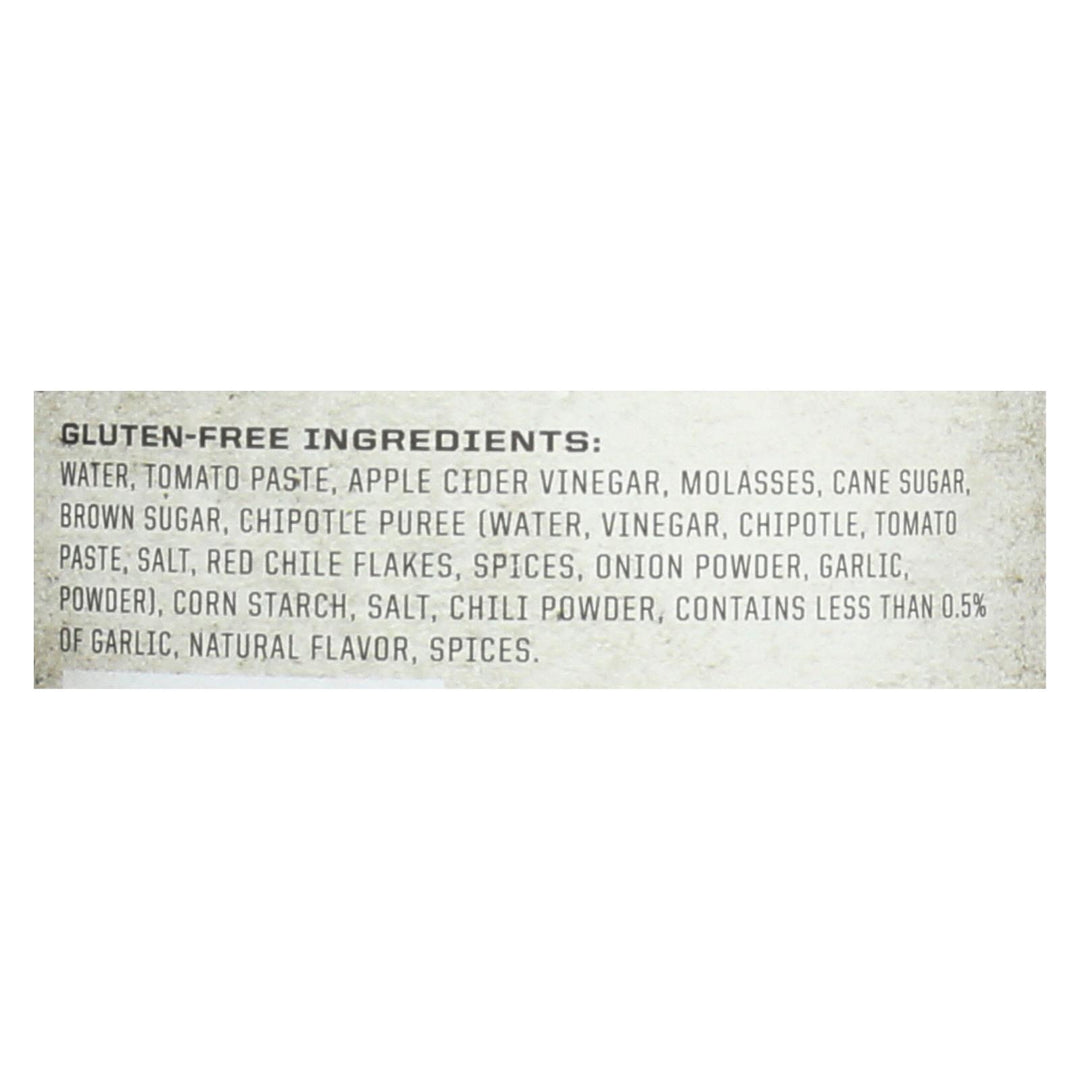 GLUTEN-FREE INGREDIENTS:
WATER, TOMATO PASTE, APPLE CIDER VINEGAR, MOLASSES, CANE SUGAR,
BROWN SUGAR, CHIPOTLE PUREE (WATER, VINEGAR, CHIPOTLE, TOMATO
PASTE, SALT, RED CHILE FLAKES, SPICES, ONION POWDER, GARLIC,
POWDER), CORN STARCH, SALT, CHILI POWDER, CONTAINS LESS THAN 0.5%
OF GARLIC, NATURAL FLAVOR, SPICES.